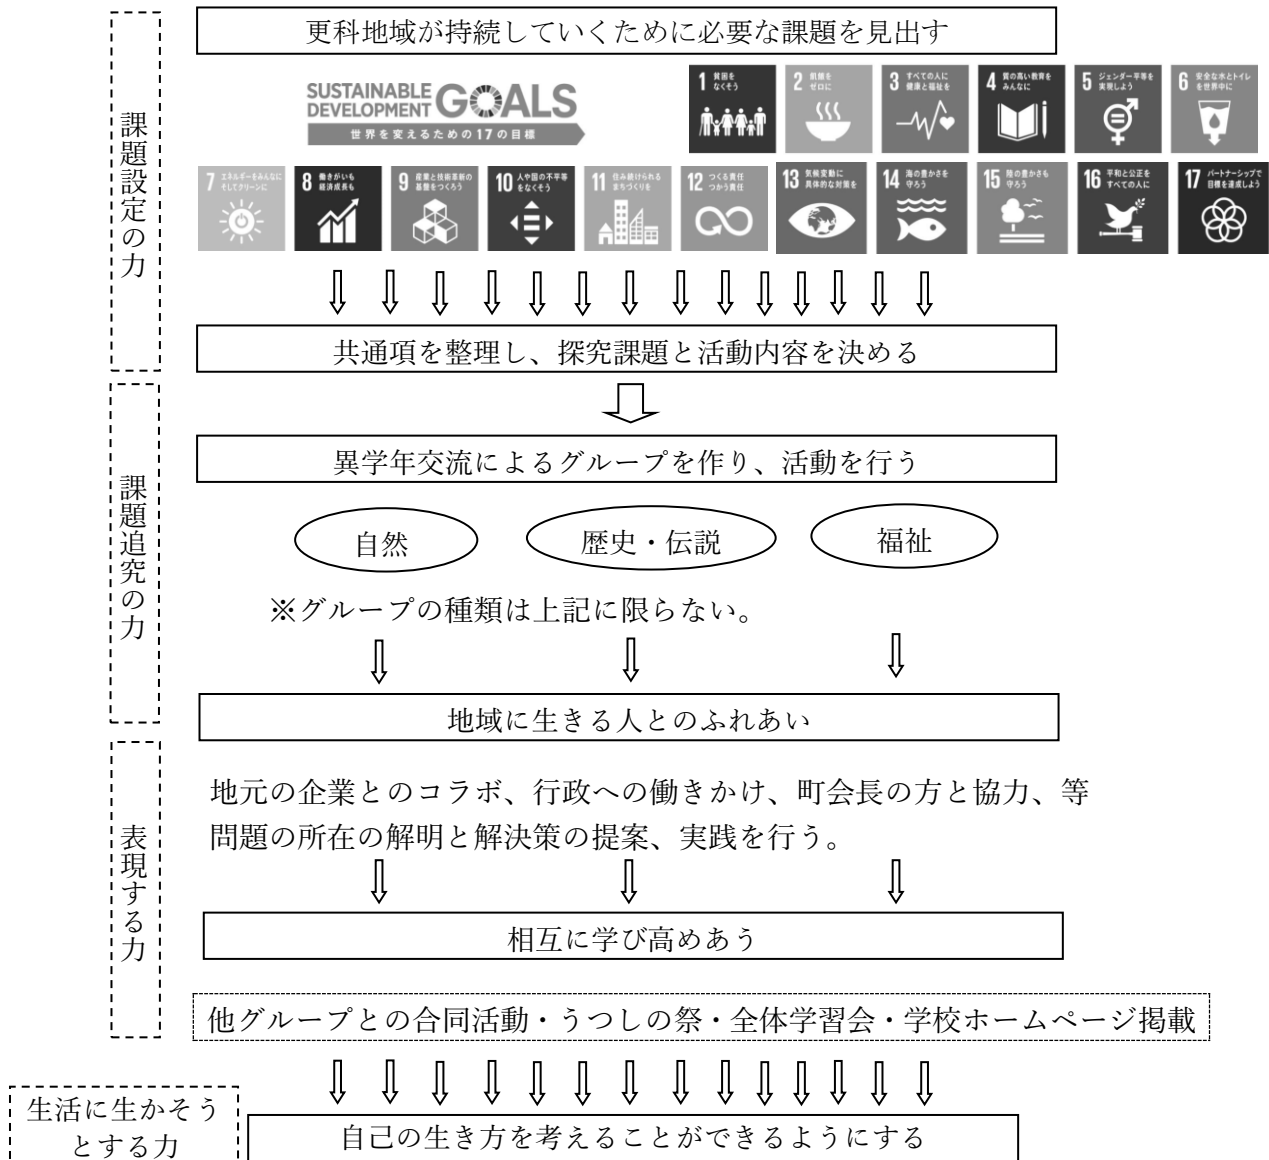 更科地域が持続していくために必要な課題を見出す
課題設定の力
SUSTAINABLE
DEVELOPMENT GOALS
世界を変えるための17の目標
1 貧困を
なくそう
2 飢餓を
ゼロに
3 すべての人に
健康と福祉を
4 質の高い教育を
みんなに
5 ジェンダー平等を
実現しよう
6 安全な水とトイレ
を世界中に
7 エネルギーをみんなに
そしてクリーンに
8 働きがいも
経済成長も
9 産業と技術革新の
基盤をつくろう
10 人や国の不平等
をなくそう
11 住み続けられる
まちづくりを
12 つくる責任
つかう責任
13 気候変動に
具体的な対策を
14 海の豊かさを
守ろう
15 陸の豊かさも
守ろう
16 平和と公正を
すべての人に
17 パートナーシップで
目標を達成しよう
共通項を整理し、探究課題と活動内容を決める
課題追究の力
異学年交流によるグループを作り、活動を行う
自然
歴史・伝説
福祉
※グループの種類は上記に限らない。
地域に生きる人とのふれあい
表現する力
地元の企業とのコラボ、行政への働きかけ、町会長の方と協力、等
問題の所在の解明と解決策の提案、実践を行う。
相互に学び高めあう
他グループとの合同活動・うつしの祭・全体学習会・学校ホームページ掲載
生活に生かそう
とする力
自己の生き方を考えることができるようにする